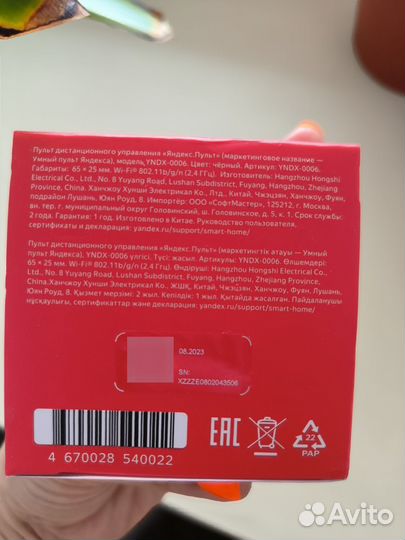 Пульт дистанционного управления «Яндекс.Пульт» (маркетинговое название —
Умный пульт Яндекса), модель YNDX-0006. Цвет: чёрный. Артикул: YNDX-0006.
Габариты: 65 × 25 мм. Wi-Fi® 802.11b/g/n (2,4 ГГц). Изготовитель: Hangzhou Hongshi
Electrical Co., Ltd., No. 8 Yuyang Road, Lushan Subdistrict, Fuyang, Hangzhou, Zhejiang
Province, China. Ханчжоу Хунши Электрикал Ко., Лтд., Китай, Чжэцзян, Ханчжоу, Фуян,
подрайон Лушань, Юян Роуд, 8. Импортёр: ООО «СофтМастер», 125212, г. Москва,
вн. тер. г. муниципальный округ Головинский, ш. Головинское, д. 5, к. 1. Срок службы:
2 года. Гарантия: 1 год. Изготовлено в Китае. Руководство пользователя,
сертификаты и декларации: yandex.ru/support/smart-home/
Пульт дистанционного управления «Яндекс.Пульт» (маркетингтік атауы — Умный
пульт Яндекса), YNDX-0006 үлгісі. Түсі: жасыл. Артикул: YNDX-0006. Өлшемдері:
65 × 25 мм. Wi-Fi® 802.11b/g/n (2,4 ГГц). Өндіруші: Hangzhou Hongshi Electrical Co.,
Ltd., No. 8 Yuyang Road, Lushan Subdistrict, Fuyang, Hangzhou, Zhejiang Province,
China.Ханчжоу Хунши Электрикал Ко., ЖШҚ, Китай, Чжэцзян, Ханчжоу, Фуян, Лушань,
Юян Роуд, 8. Қызмет мерзімі: 2 жыл. Кепілдік: 1 жыл. Қытайда жасалған. Пайдаланушы
нұсқаулығы, сертификаттар мен декларациялар: yandex.ru/support/smart-home/
08.2023
SN:
XZZZE0802043506
4 670028 540022
EAC
22
PAP
Avito